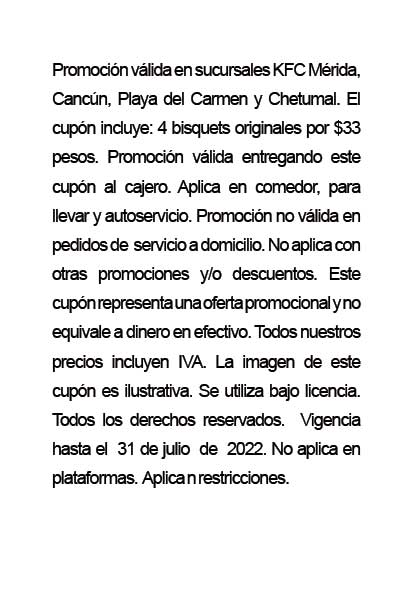 Promoción válida en sucursales KFC Mérida,
Cancún, Playa del Carmen y Chetumal. El
cupón incluye: 4 bisquets originales por $33
pesos. Promoción válida entregando este
cupón al cajero. Aplica en comedor, para
llevar y autoservicio. Promoción no válida en
pedidos de servicio a domicilio. No aplica con
otras promociones y/o descuentos. Este
cupón representa una oferta promocional y no
equivale a dinero en efectivo. Todos nuestros
precios incluyen IVA. La imagen de este
cupón es ilustrativa. Se utiliza bajo licencia.
Todos los derechos reservados. Vigencia
hasta el 31 de julio de 2022. No aplica en
plataformas. Aplican restricciones.